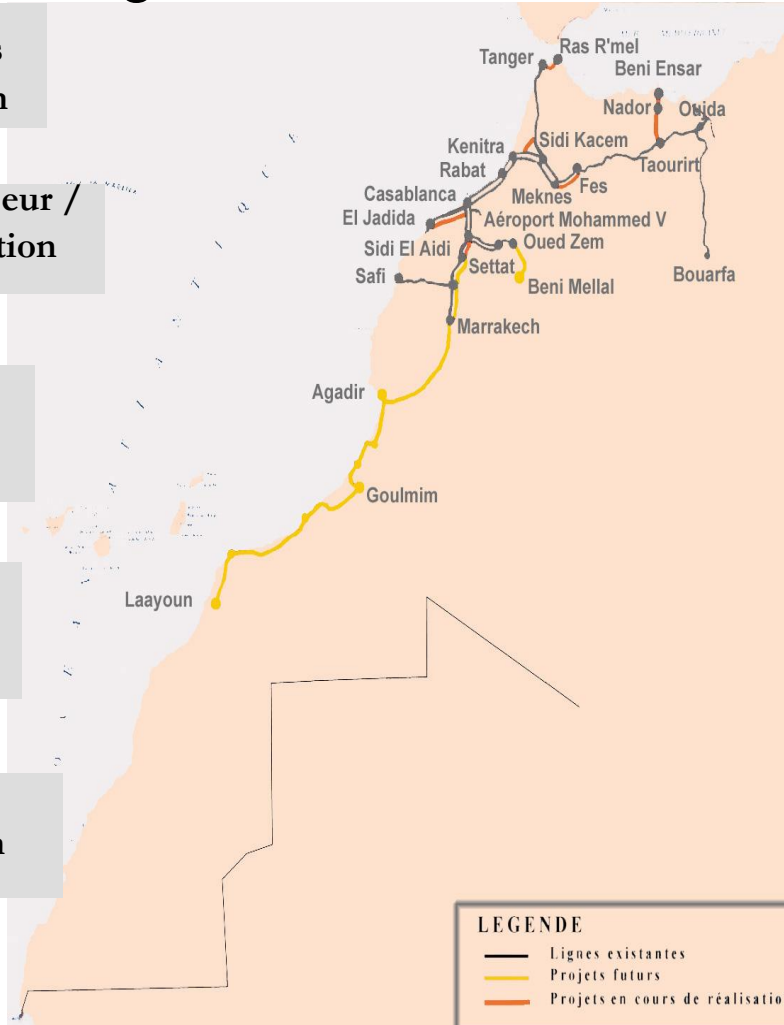 eur /
tion
Tanger
Ras R'mel
Beni Ensar
Nador
Oujda
Kenitra
Sidi Kacem
Rabat
Taourirt
Fes
Meknes
Casablanca
El Jadida
Aéroport Mohammed V
Sidi El Aidi
Oued Zem
Settat
Safi
Beni Mellal
Bouarfa
Marrakech
Agadir
Goulmim
Laayoun
LEGENDE
Lignes existantes
Projets futurs
Projets en cours de réalisatio